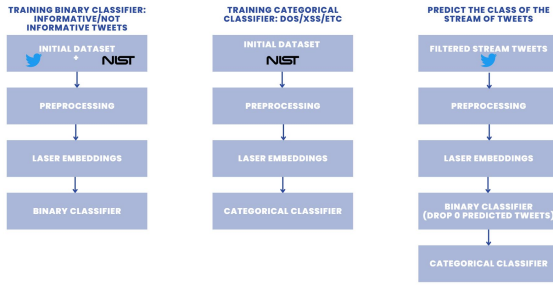 TRAINING BINARY CLASSIFIER:
INFORMATIVE/NOT
INFORMATIVE TWEETS
INITIAL DATASET
+
NIST
PREPROCESSING
LASER EMBEDDINGS
BINARY CLASSIFIER
TRAINING CATEGORICAL
CLASSIFIER: DOS/XSS/ETC
INITIAL DATASET
NIST
PREPROCESSING
LASER EMBEDDINGS
CATEGORICAL CLASSIFIER
PREDICT THE CLASS OF THE
STREAM OF TWEETS
FILTERED STREAM TWEETS
PREPROCESSING
LASER EMBEDDINGS
BINARY CLASSIFIER
(DROP 0 PREDICTED TWEETS)
CATEGORICAL CLASSIFIER